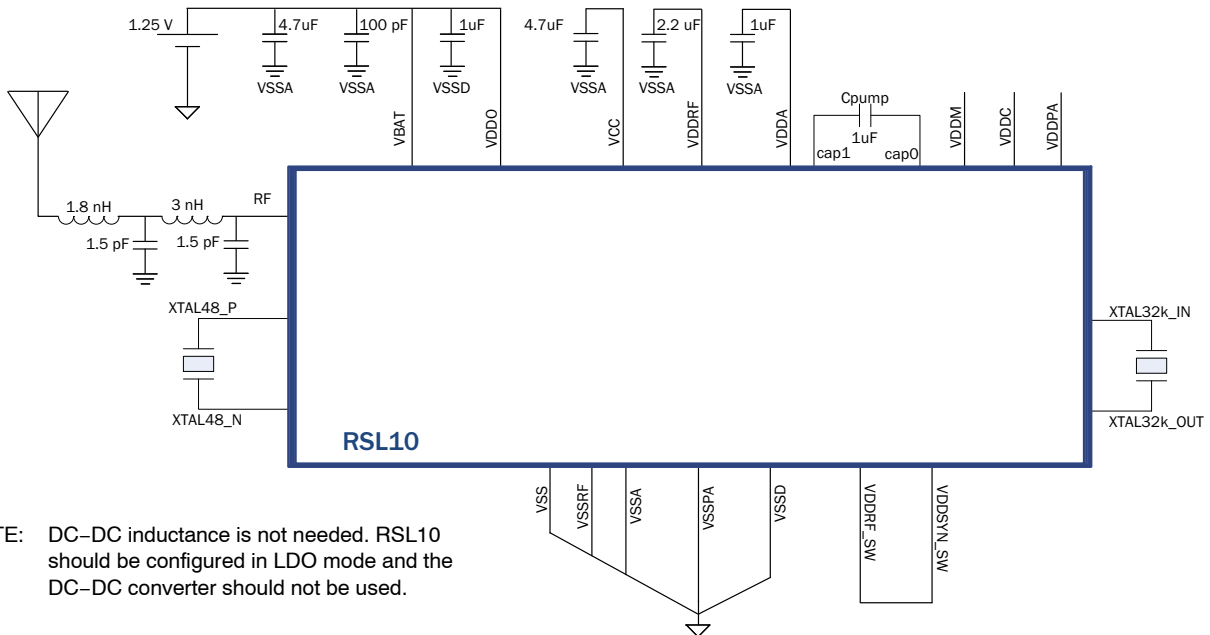 1.25 V
4.7uF
100 pF
1uF
4.7uF
2.2 uF
1uF
VSSA
VSSA
VSSD
VSSA
VSSA
VSSA
VBAT
VDDO
VCC
VDDRF
VDDA
Cpump
1uF
cap1
cap0
VDDM
VDDC
VDDPA
1.8 nH
3 nH
RF
1.5 pF
1.5 pF
XTAL48_P
XTAL48_N
XTAL32k_IN
XTAL32k_OUT
RSL10
VSS
VSSRF
VSSA
VSSPA
VSSD
VDDRF_SW
VDDSYN_SW
TE: DC−DC inductance is not needed. RSL10
should be configured in LDO mode and the
DC−DC converter should not be used.